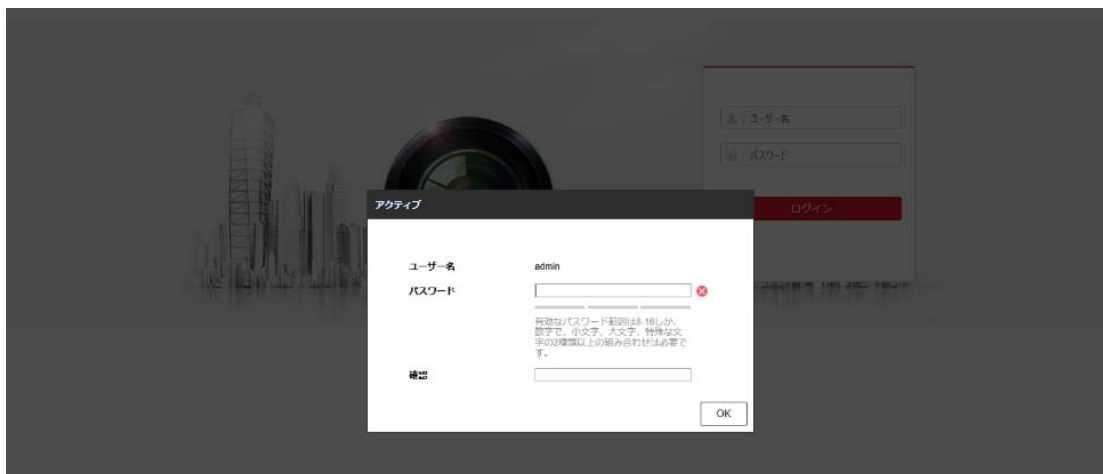 ユーザー名
パスワード
ログイン
アクティブ
ユーザー名 admin
パスワード
有効なパスワード範囲は8-16しか、
数字で、小文字、大文字、特殊な文
字の2種類以上の組み合わせは必要で
す。
確認
OK